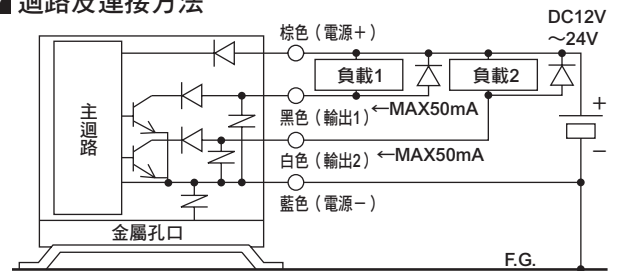 迴路及連接方法
DC12V
～24V
棕色（電源＋）
負載1
負載2
主迴路
黑色（輸出1）
←MAX50mA
＋
－
白色（輸出2）
←MAX50mA
藍色（電源－）
金屬孔口
F.G.